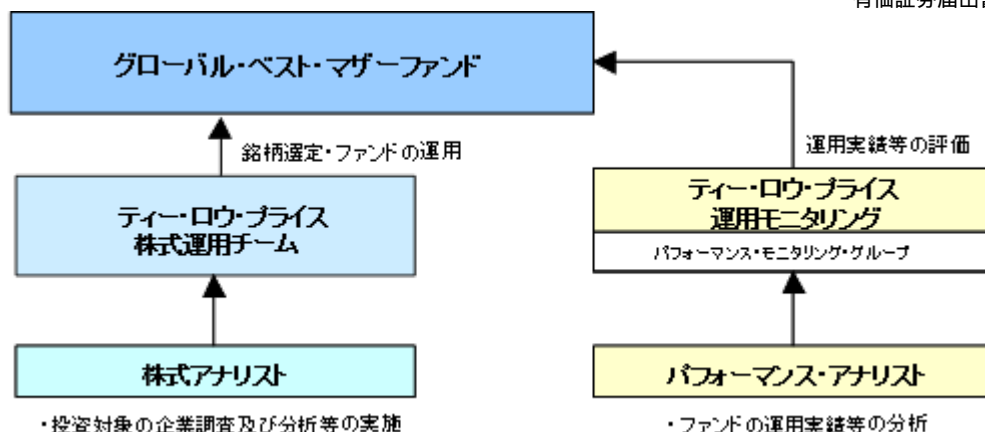 有価証券届出
グローバル・ベスト・マザーファンド
銘柄選定・ファンドの運用
運用実績等の評価
ティー・ロウ・プライス
株式運用チーム
ティー・ロウ・プライス
運用モニタリング
パフォーマンス・モニタリング・グループ
株式アナリスト
パフォーマンス・アナリスト
・投資対象の企業調査及び分析等の実施
・ファンドの運用実績等の分析